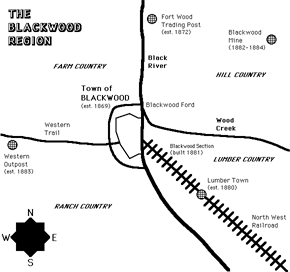 THE
BLACKWOOD
REGION
Fort Wood
Trading Post
(est. 1872)
Blackwood
Mine
(1882-1884)
Black
River
FARM COUNTRY
HILL COUNTRY
Town of
BLACKWOOD
(est. 1869)
Blackwood Ford
Western
Trail
Wood
Creek
Blackwood Section
(built 1881)
Western
Outpost
(est. 1883)
LUMBER COUNTRY
Lumber Town
(est. 1880)
RANCH COUNTRY
North West
Railroad
N
W E
S